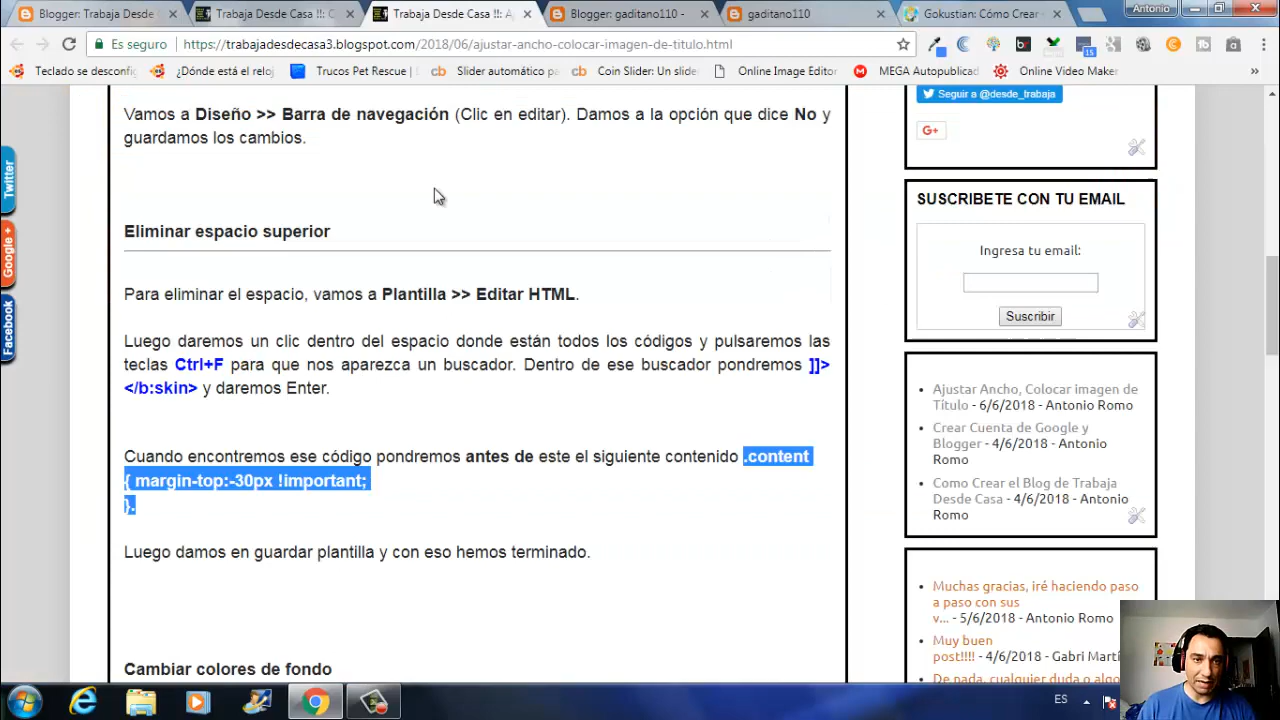 Antonio
Blogger: Trabaja Desde
Trabaja Desde Casa !!: C
Trabaja Desde Casa !!: A
Blogger: gaditano110 -
gaditano110
Gokustian: Cómo Crear
Es seguro
https://trabajadesdecasa3.blogspot.com/2018/06/ajustar-ancho-colocar-imagen-de-titulo.html
15
Teclado se desconfig
¿Dónde está el reloj
Trucos Pet Rescue
Slider automático pa
Coin Slider: Un slide
Online Image Editor
MEGA Autopublicad
Online Video Maker
»
Twitter
Google +
Facebook
Vamos a Diseño >> Barra de navegación (Clic en editar). Damos a la opción que dice No y
guardamos los cambios.
Eliminar espacio superior
Para eliminar el espacio, vamos a Plantilla >> Editar HTML.
Luego daremos un clic dentro del espacio donde están todos los códigos y pulsaremos las
teclas Ctrl+F para que nos aparezca un buscador. Dentro de ese buscador pondremos ]]>
</b:skin> y daremos Enter.
Cuando encontremos ese código pondremos antes de este el siguiente contenido .content
{ margin-top:-30px !important;
}.
Luego damos en guardar plantilla y con eso hemos terminado.
Cambiar colores de fondo
Seguir a @desde_trabaja
G+
SUSCRIBETE CON TU EMAIL
Ingresa tu email:
Suscribir
Ajustar Ancho, Colocar imagen de
Título - 6/6/2018 - Antonio Romo
Crear Cuenta de Google y
Blogger - 4/6/2018 - Antonio
Romo
Como Crear el Blog de Trabaja
Desde Casa - 4/6/2018 - Antonio
Romo
Muchas gracias, iré haciendo paso
a paso con sus
v... - 5/6/2018 - Antonio Romo
Muy buen
post!!!! - 4/6/2018 - Gabri Marti
De nada, cualquier duda o algo
ES